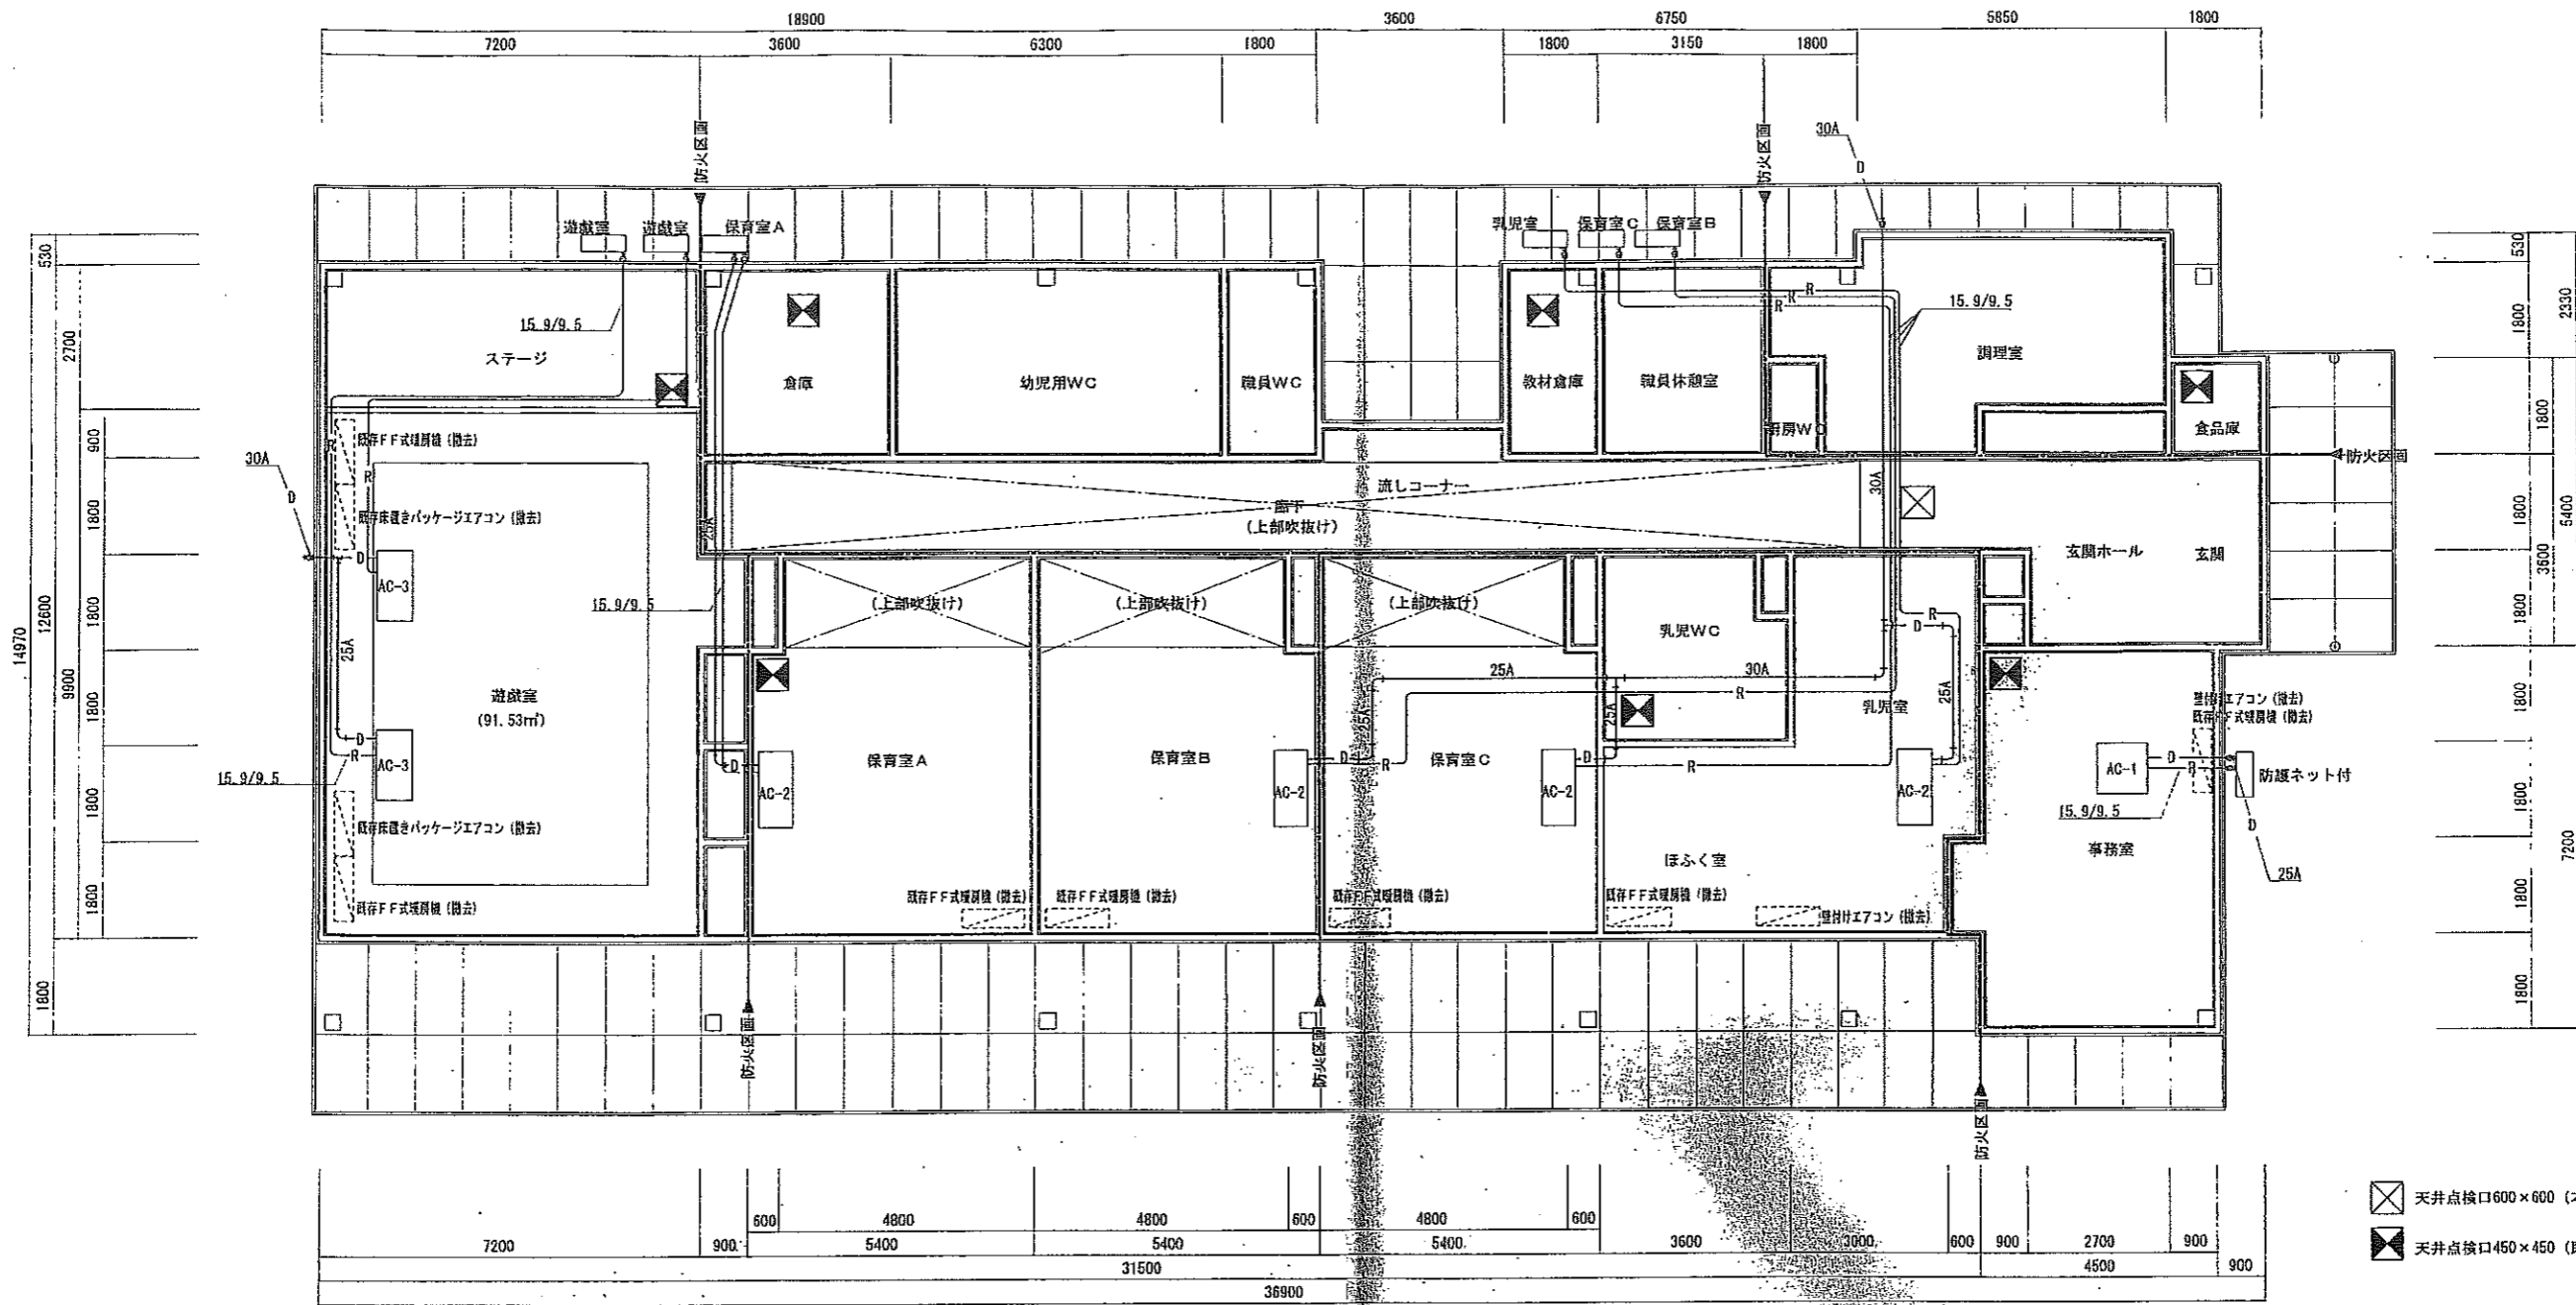 18900
3600
6750
5850
1800
7200
3600
6300
1800
1800
3150
1800
防火区画
防火区画
30A
D
遊戯室
遊戯室
保育室A
乳児室
保育室C
保育室B
530
2700
900
1800
1800
1800
1800
1800
9900
12600
14970
1800
530
1800
2330
1800
1800
5400
3600
1800
1800
1800
7200
1800
1800
15.9/9.5
R
R
R
15.9/9.5
ステージ
倉庫
幼児用WC
職員WC
教材倉庫
職員休憩室
調理室
厨房WC
食品庫
防火区画
既存FF式暖房機(撤去)
R
R
30A
D
既存床置きパッケージエアコン(撤去)
D
AC-3
25A
25A
流しコーナー
廊下
(上部吹抜け)
30A
玄関ホール
玄関
15.9/9.5
(上部吹抜け)
(上部吹抜け)
(上部吹抜け)
乳児WC
R
D
遊戯室
(91.53㎡)
25A
30A
R
25A
25A
25A
乳児室
壁付けエアコン(撤去)
既存FF式暖房機(撤去)
D
R
AC-3
15.9/9.5
D
AC-2
保育室A
保育室B
AC-2
D
R
保育室C
AC-2
D
R
AC-2
AC-1
D
R
防護ネット付
15.9/9.5
D
25A
既存床置きパッケージエアコン(撤去)
既存FF式暖房機(撤去)
ほふく室
事務室
既存FF式暖房機(撤去)
既存FF式暖房機(撤去)
既存FF式暖房機(撤去)
既存FF式暖房機(撤去)
壁付けエアコン(撤去)
防火区画
防火区画
防火区画
600
4800
4800
600
4800
600
7200
900
5400
5400
5400
3600
3000
600
900
2700
900
31500
4500
900
36900
天井点検口600×600
天井点検口450×450